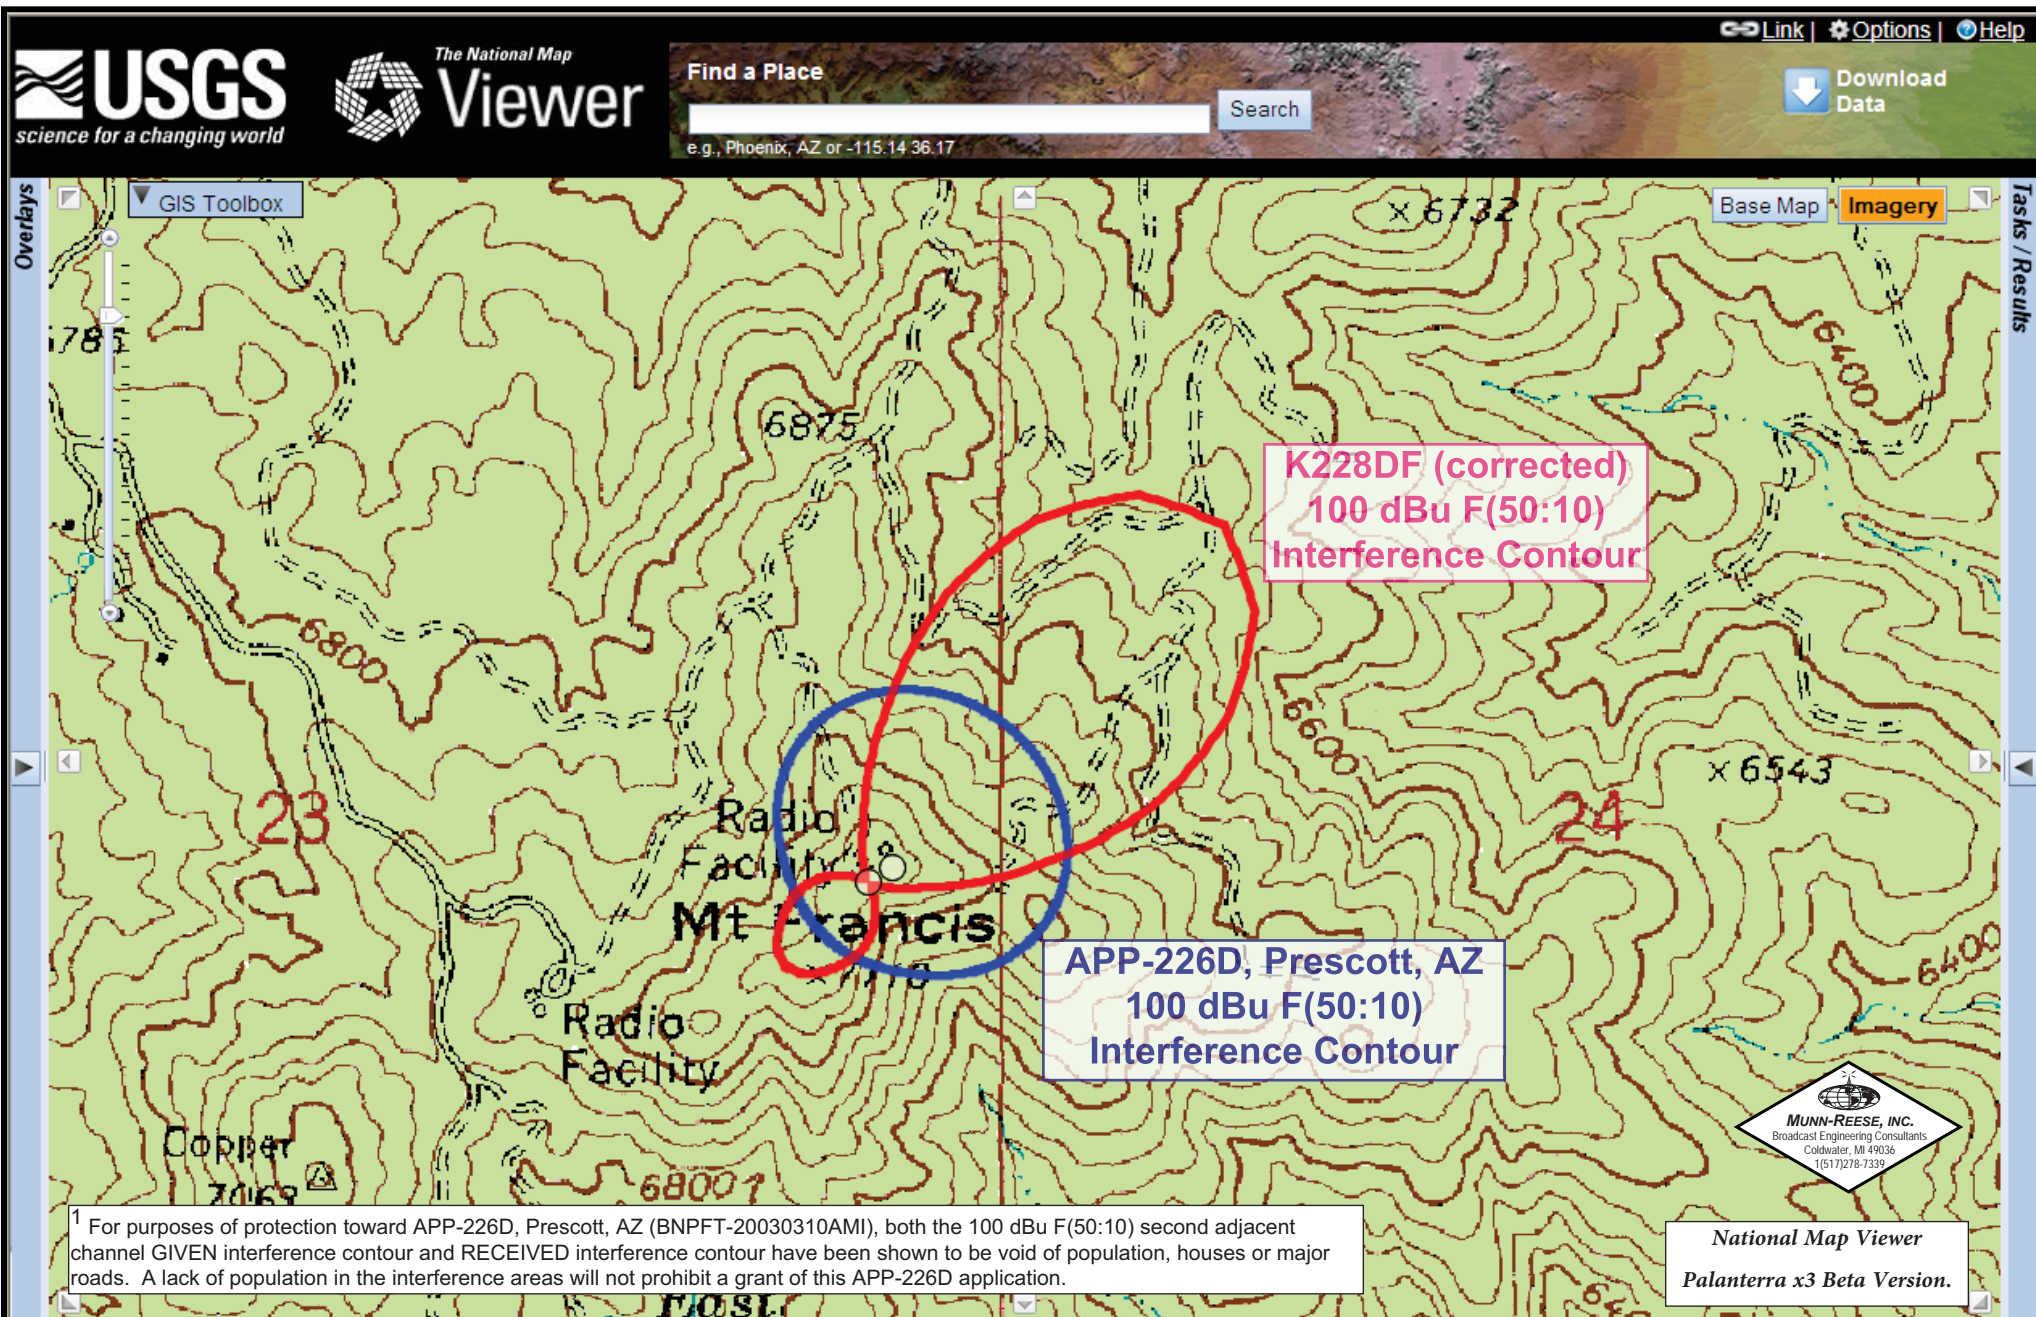 Link | Options | Help
USGS
science for a changing world
The National Map
Viewer
Find a Place
Search
e.g., Phoenix, AZ or -115.14 36.17
Download
Data
Overlays
GIS Toolbox
Base Map
Imagery
Tasks / Results
6732
6400
6875
K228DF (corrected)
100 dBu F(50:10)
Interference Contour
6800
6600
6543
23
24
Radio
Facility
Mt Francis
6400
APP-226D, Prescott, AZ
100 dBu F(50:10)
Interference Contour
Radio
Facility
MUNN-REESE, INC.
Broadcast Engineering Consultants
Coldwater, MI 49036
1(517)278-7339
Copper
6800
1 For purposes of protection toward APP-226D, Prescott, AZ (BNPFT-20030310AMI), both the 100 dBu F(50:10) second adjacent
channel GIVEN interference contour and RECEIVED interference contour have been shown to be void of population, houses or major
roads. A lack of population in the interference areas will not prohibit a grant of this APP-226D application.
National Map Viewer
Palanterra x3 Beta Version.
East